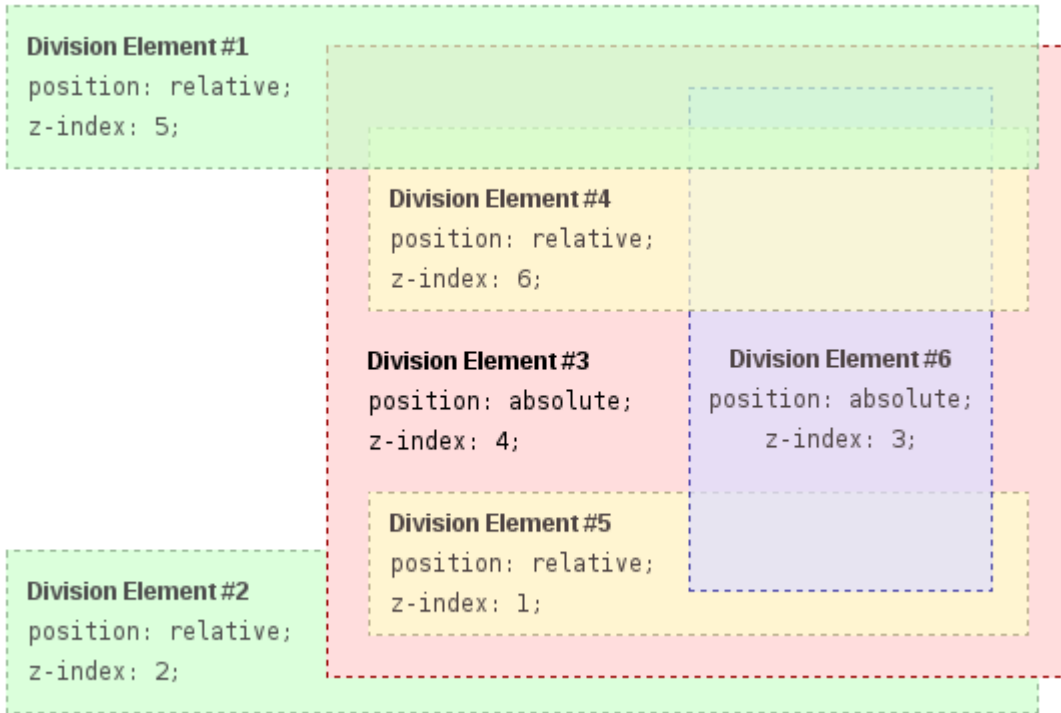 Division Element #1
position: relative;
z-index: 5;
Division Element #4
position: relative;
z-index: 6;
Division Element #3
position: absolute;
z-index: 4;
Division Element #6
position: absolute;
z-index: 3;
Division Element #5
position: relative;
z-index: 1;
Division Element #2
position: relative;
z-index: 2;